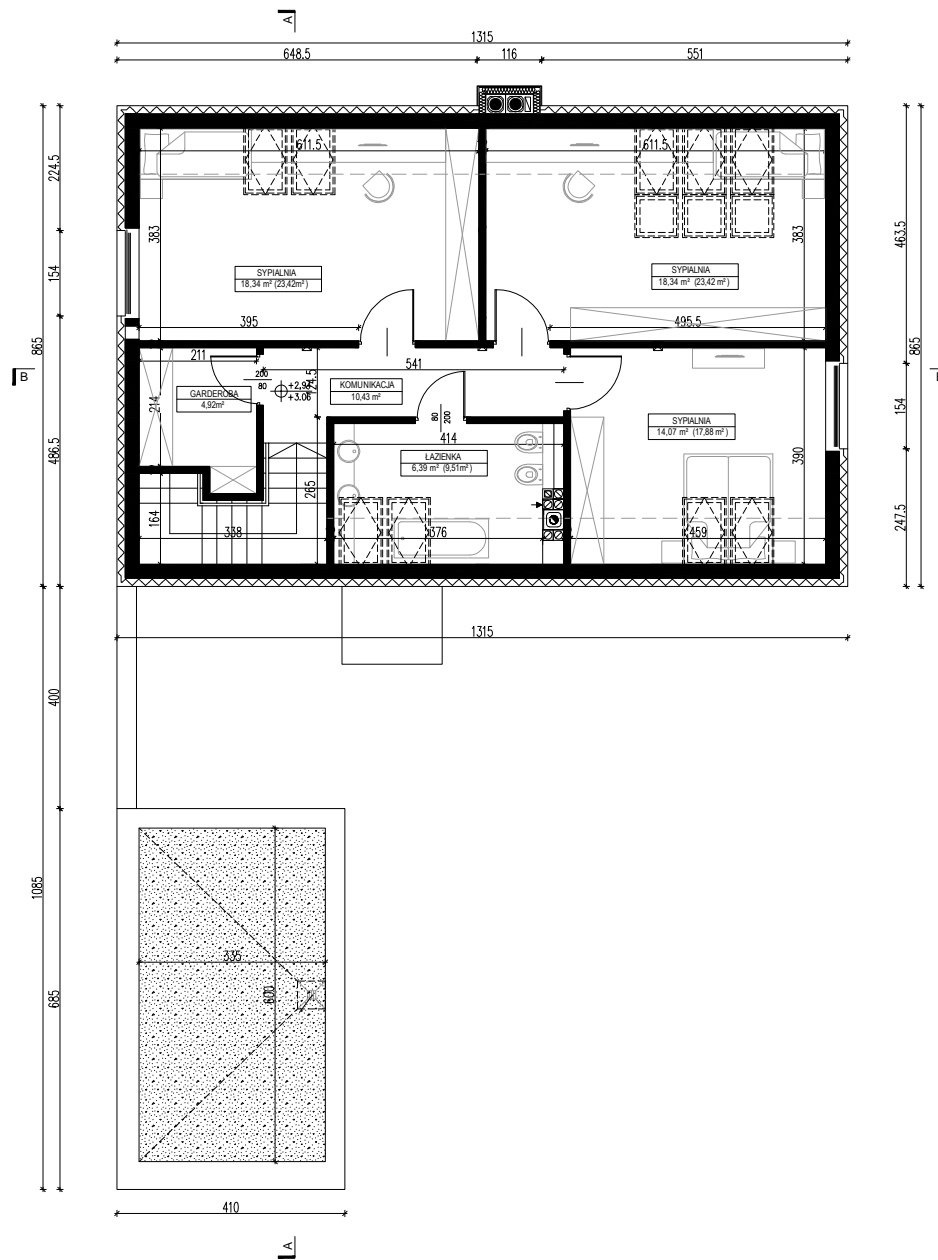 A
1315
648.5
116
551
224.5
154
865
486.5
463.5
865
154
247.5
611.5
611.5
383
383
SYPIALNIA
18,34 m² (23,42m²)
SYPIALNIA
18,34 m² (23,42 m²)
395
495.5
B
211
541
200
80
+2,97
+3.06
224.5
GARDEROBA
4,92m²
214
KOMUNIKACJA
10,43 m²
80
200
SYPIALNIA
14,07 m² (17,88 m²)
414
ŁAZIENKA
6,39 m² (9,51m²)
390
265
164
338
376
459
1315
400
1085
685
335
600
410
A